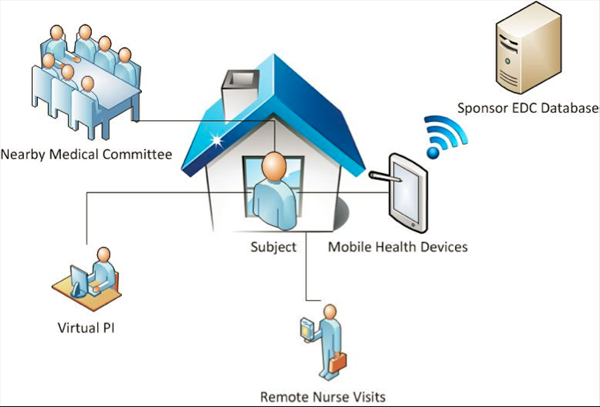 Sponsor EDC Database
Nearby Medical Committee
Subject
Mobile Health Devices
Virtual PI
Remote Nurse Visits